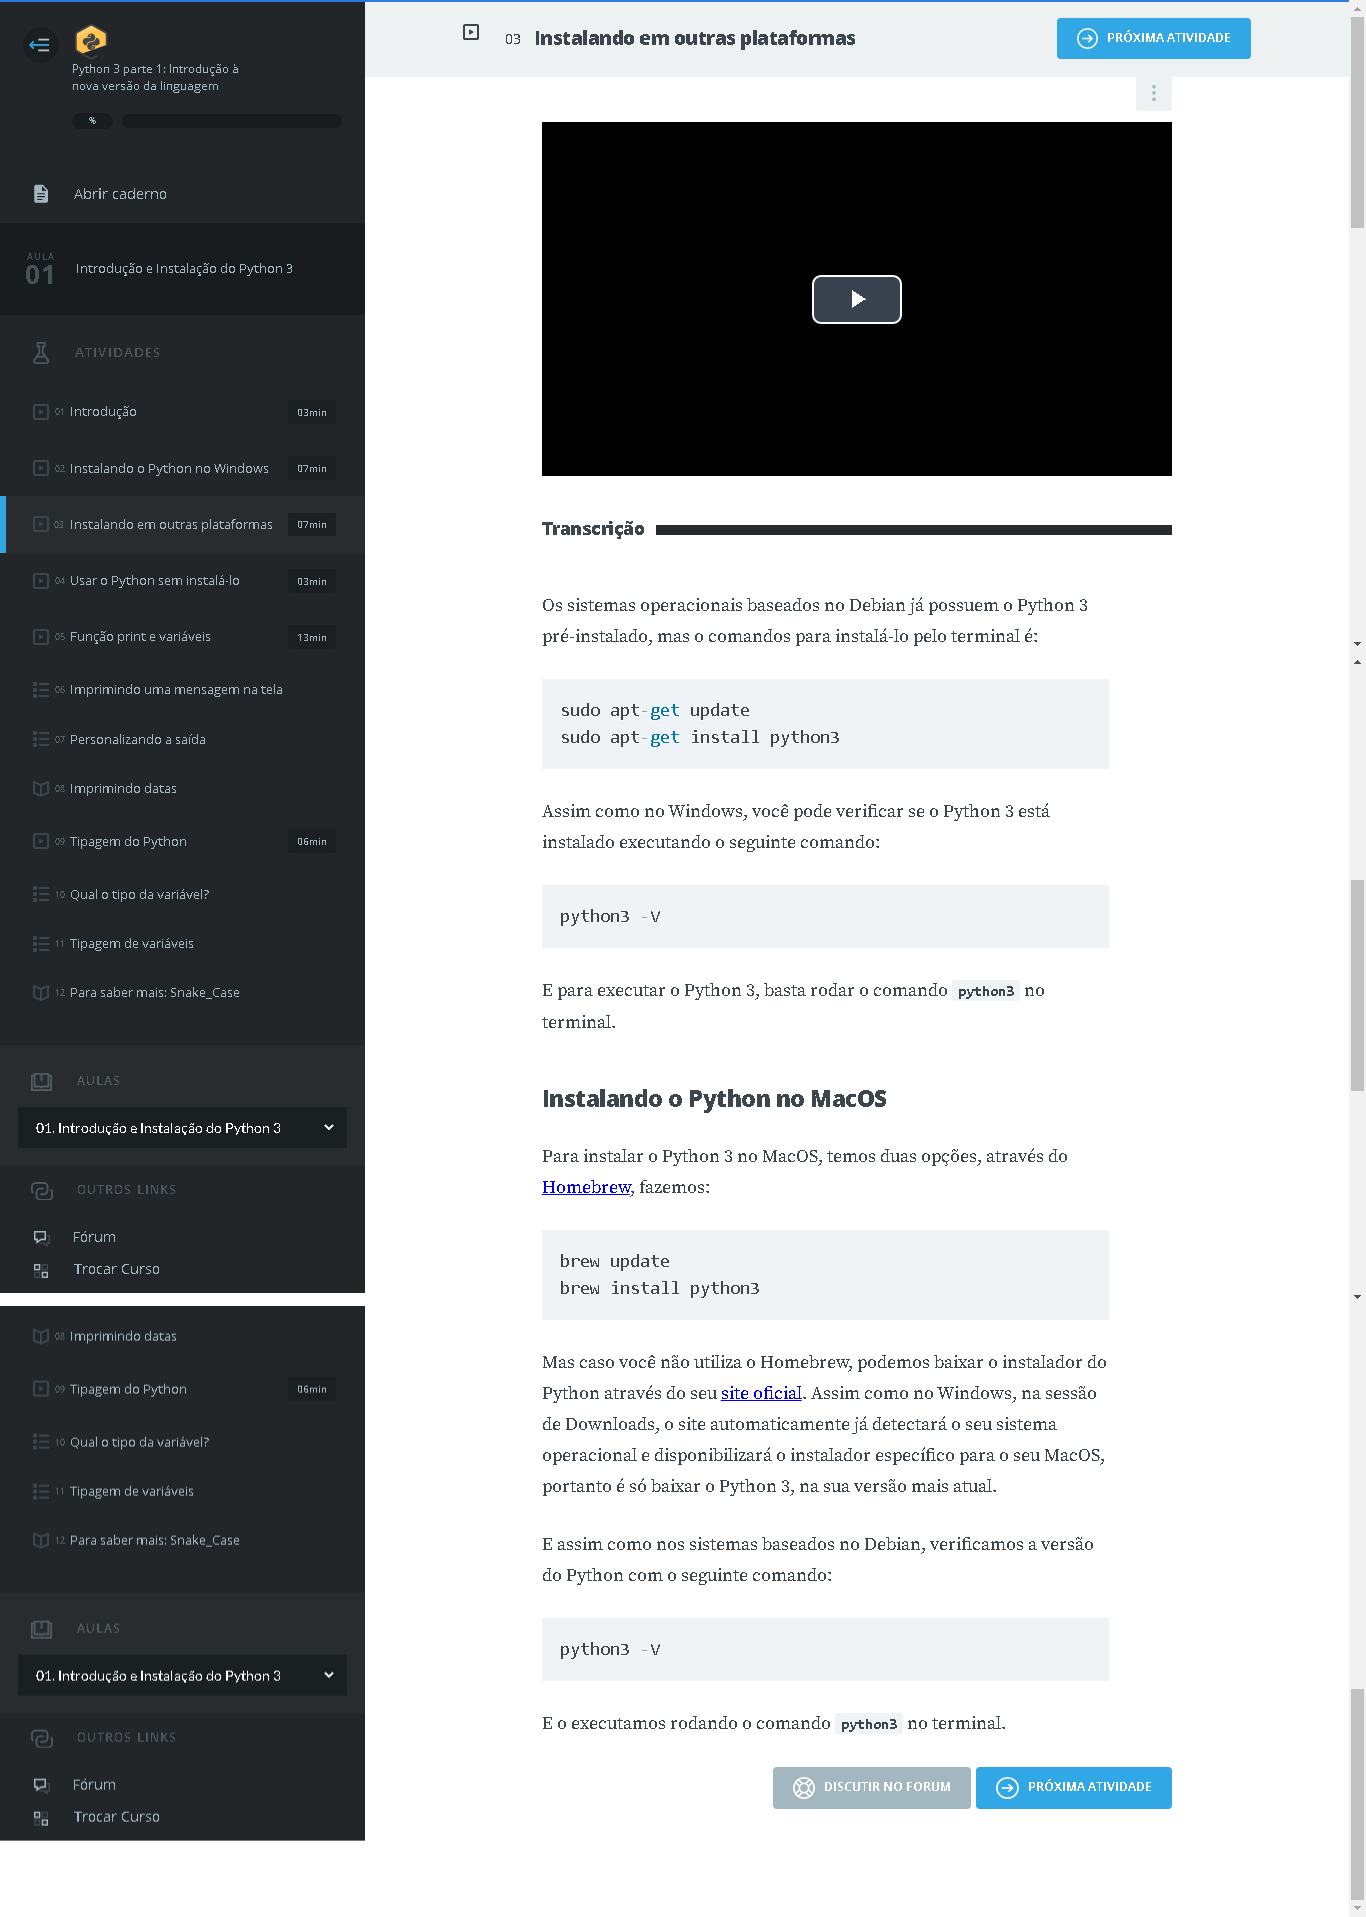 Python 3 parte 1: Introdução à
nova versão da linguagem
%
Abrir caderno
AULA
01
Introdução e Instalação do Python 3
ATIVIDADES
01 Introdução 03min
02 Instalando o Python no Windows 07min
03 Instalando em outras plataformas 07min
04 Usar o Python sem instalá-lo 03min
05 Função print e variáveis 13min
06 Imprimindo uma mensagem na tela
07 Personalizando a saída
08 Imprimindo datas
09 Tipagem do Python 06min
10 Qual o tipo da variável?
11 Tipagem de variáveis
12 Para saber mais: Snake_Case
AULAS
01. Introdução e Instalação do Python 3
OUTROS LINKS
Fórum
Trocar Curso
08 Imprimindo datas
09 Tipagem do Python 06min
10 Qual o tipo da variável?
11 Tipagem de variáveis
12 Para saber mais: Snake_Case
AULAS
01. Introdução e Instalação do Python 3
OUTROS LINKS
Fórum
Trocar Curso
03 Instalando em outras plataformas
PRÓXIMA ATIVIDADE
Transcrição
Os sistemas operacionais baseados no Debian já possuem o Python 3
pré-instalado, mas o comandos para instalá-lo pelo terminal é:
sudo apt-get update
sudo apt-get install python3
Assim como no Windows, você pode verificar se o Python 3 está
instalado executando o seguinte comando:
python3 -V
E para executar o Python 3, basta rodar o comando python3 no
terminal.
Instalando o Python no MacOS
Para instalar o Python 3 no MacOS, temos duas opções, através do
Homebrew, fazemos:
brew update
brew install python3
Mas caso você não utiliza o Homebrew, podemos baixar o instalador do
Python através do seu site oficial. Assim como no Windows, na sessão
de Downloads, o site automaticamente já detectará o seu sistema
operacional e disponibilizará o instalador específico para o seu MacOS,
portanto é só baixar o Python 3, na sua versão mais atual.
E assim como nos sistemas baseados no Debian, verificamos a versão
do Python com o seguinte comando:
python3 -V
E o executamos rodando o comando python3 no terminal.
DISCUTIR NO FORUM
PRÓXIMA ATIVIDADE